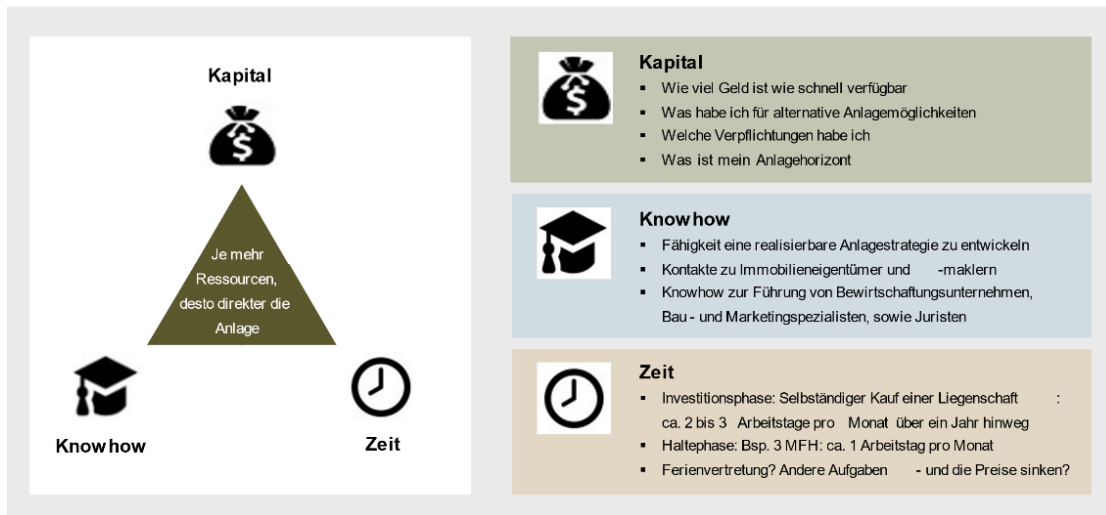 Kapital
Je mehr
Ressourcen,
desto direkter die
Anlage
Knowhow
Zeit
Kapital
▪ Wie viel Geld ist wie schnell verfügbar
▪ Was habe ich für alternative Anlagemöglichkeiten
▪ Welche Verpflichtungen habe ich
▪ Was ist mein Anlagehorizont
Knowhow
▪ Fähigkeit eine realisierbare Anlagestrategie zu entwickeln
▪ Kontakte zu Immobilieneigentümer und -maklern
▪ Knowhow zur Führung von Bewirtschaftungsunternehmen,
Bau- und Marketingspezialisten, sowie Juristen
Zeit
▪ Investitionsphase: Selbständiger Kauf einer Liegenschaft :
ca. 2 bis 3 Arbeitstage pro Monat über ein Jahr hinweg
▪ Haltephase: Bsp. 3 MFH: ca. 1 Arbeitstag pro Monat
▪ Ferienvertretung? Andere Aufgaben - und die Preise sinken?